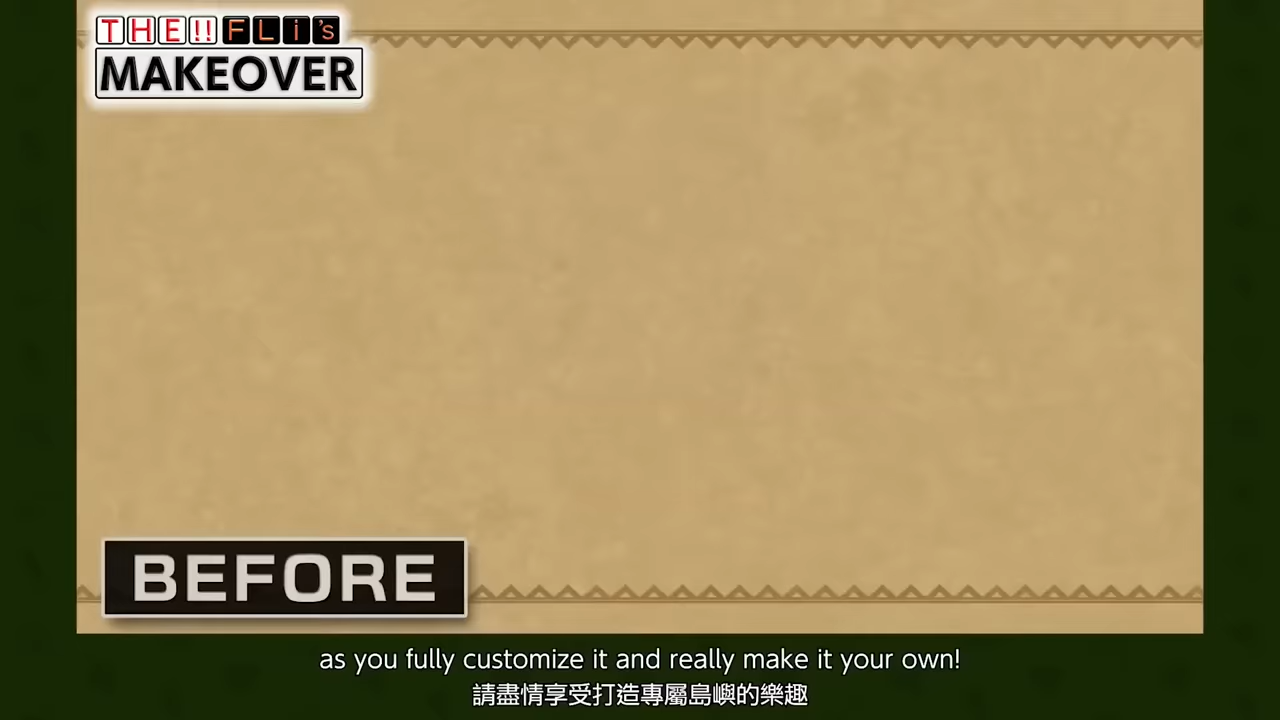 THE!! FLi's
MAKEOVER
BEFORE
as you fully customize it and really make it your own!
請盡情享受打造專屬島嶼的樂趣